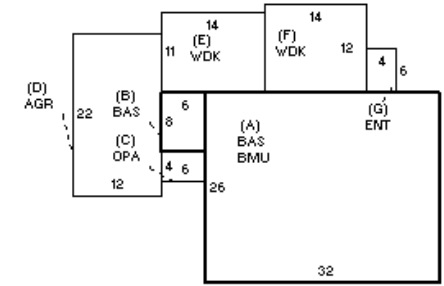 14
14
(E)
WDK
(F)
WDK
11
12
4
6
(D)
AGR
22
(B)
BAS
6
8
(A)
BAS
BMU
(G)
ENT
(C)
OPA
4
6
12
26
32